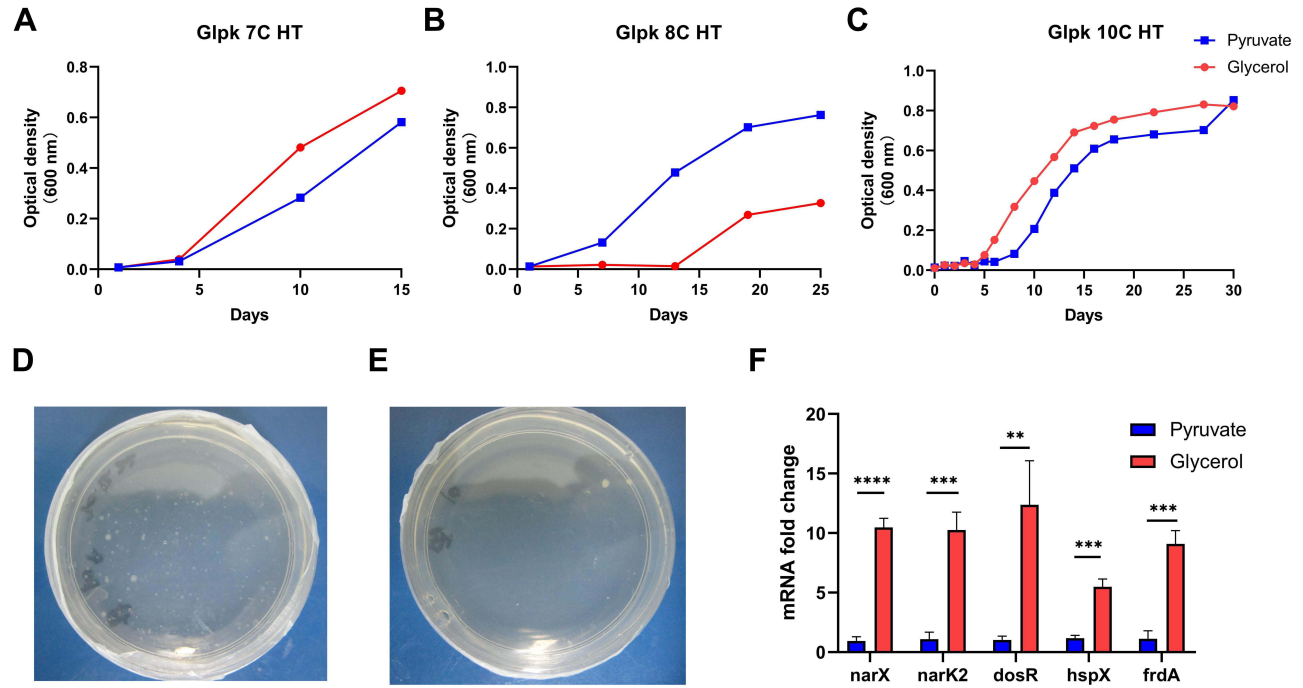 A
Glpk 7C HT
Optical density
(600 nm)
0.8
0.6
0.4
0.2
0.0
0
5
10
15
Days
B
Glpk 8C HT
Optical density
(600 nm)
1.0
0.8
0.6
0.4
0.2
0.0
0
5
10
15
20
25
Days
C
Glpk 10C HT
Pyruvate
Glycerol
Optical density
(600 nm)
1.0
0.8
0.6
0.4
0.2
0.0
0
5
10
15
20
25
30
Days
D
E
F
mRNA fold change
20
15
10
5
0
Pyruvate
Glycerol
****
***
**
***
***
narX
narK2
dosR
hspX
frdA